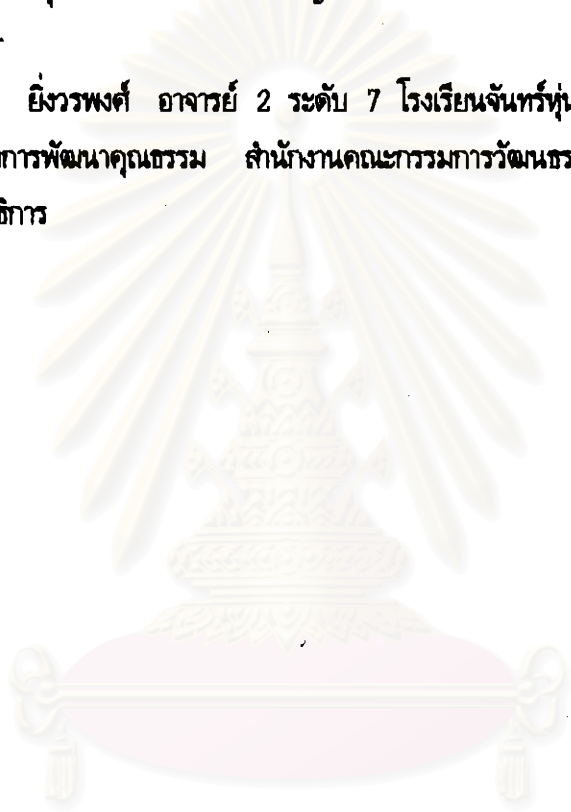 ยิ่งวรพงศ์ อาจารย์ 2 ระดับ 7 โรงเรียนจันทร์หุ่น
การพัฒนาคุณธรรม สำนักงานคณะกรรมการวัฒนธร
ธิการ